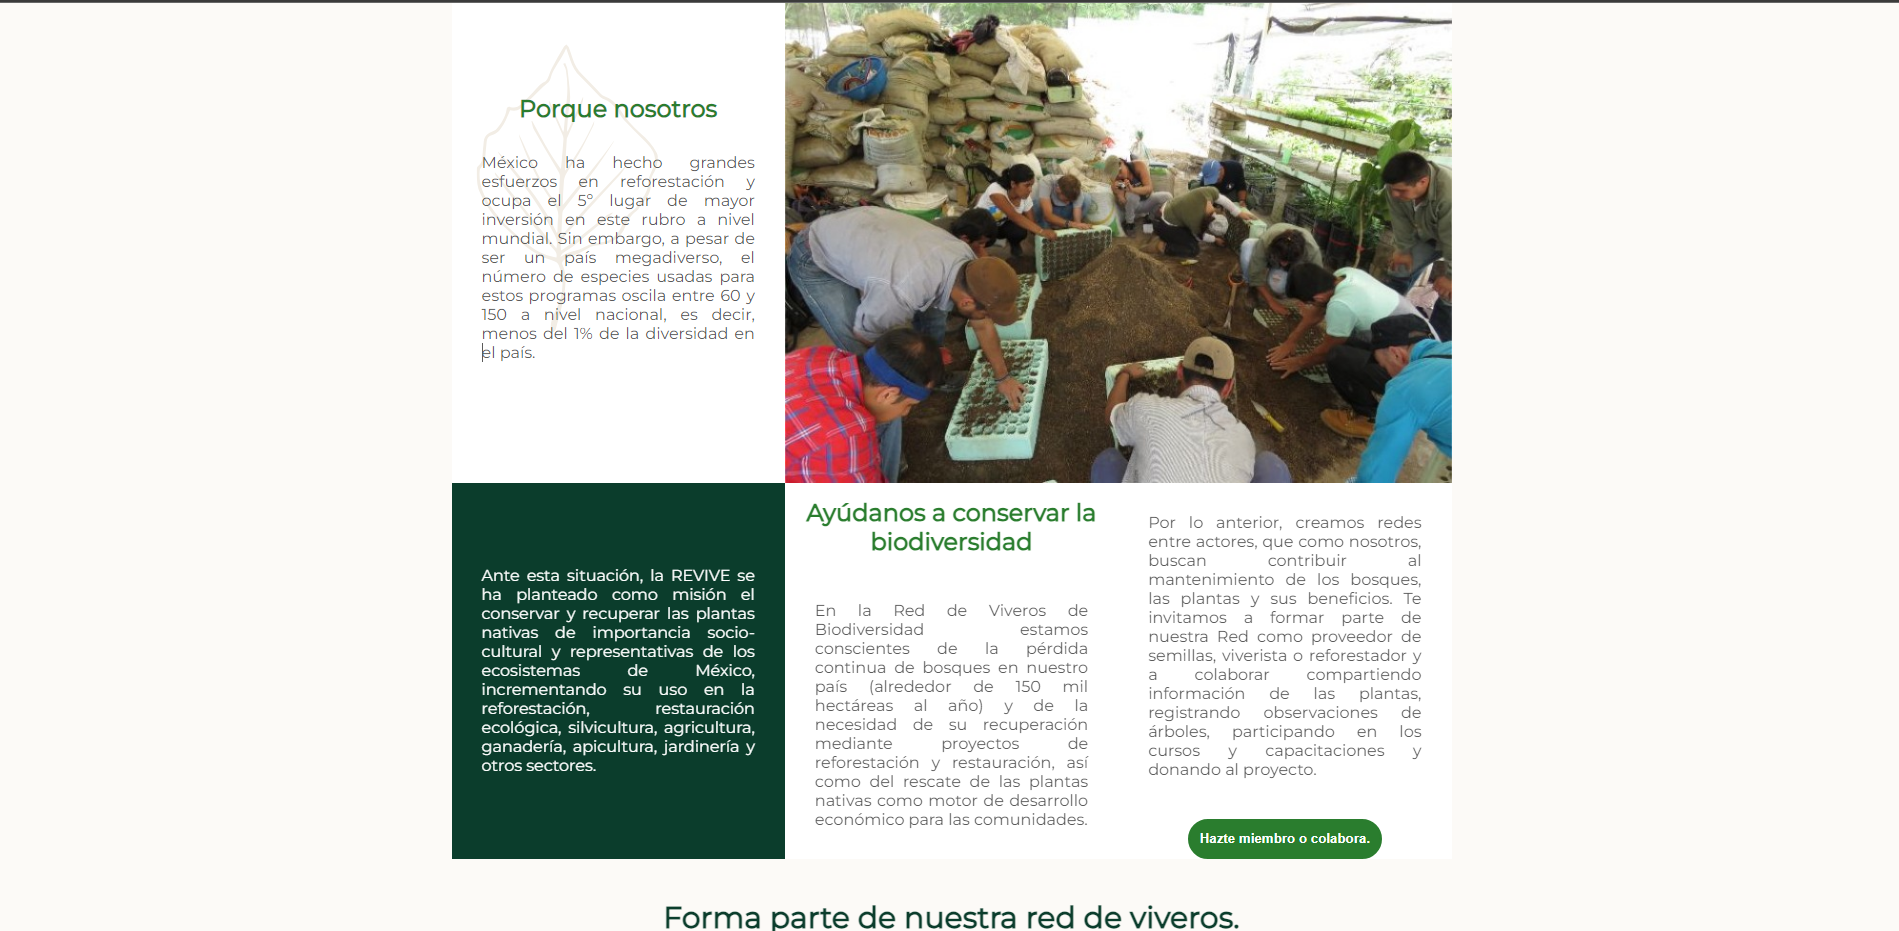 Porque nosotros
México ha hecho grandes
esfuerzos en reforestación y
ocupa el 5º lugar de mayor
inversión en este rubro a nivel
mundial. Sin embargo, a pesar de
ser un país megadiverso, el
número de especies usadas para
estos programas oscila entre 60 y
150 a nivel nacional, es decir,
menos del 1% de la diversidad en
el país.
Ante esta situación, la REVIVE se
ha planteado como misión el
conservar y recuperar las plantas
nativas de importancia socio-
cultural y representativas de los
ecosistemas de México,
incrementando su uso en la
reforestación, restauración
ecológica, silvicultura, agricultura,
ganadería, apicultura, jardinería y
otros sectores.
Ayúdanos a conservar la
biodiversidad
En la Red de Viveros de
Biodiversidad estamos
conscientes de la pérdida
continua de bosques en nuestro
país (alrededor de 150 mil
hectáreas al año) y de la
necesidad de su recuperación
mediante proyectos de
reforestación y restauración, así
como del rescate de las plantas
nativas como motor de desarrollo
económico para las comunidades.
Por lo anterior, creamos redes
entre actores, que como nosotros,
buscan contribuir al
mantenimiento de los bosques,
las plantas y sus beneficios. Te
invitamos a formar parte de
nuestra Red como proveedor de
semillas, viverista o reforestador y
a colaborar compartiendo
información de las plantas,
registrando observaciones de
árboles, participando en los
cursos y capacitaciones y
donando al proyecto.
Hazte miembro o colabora.
Forma parte de nuestra red de viveros.